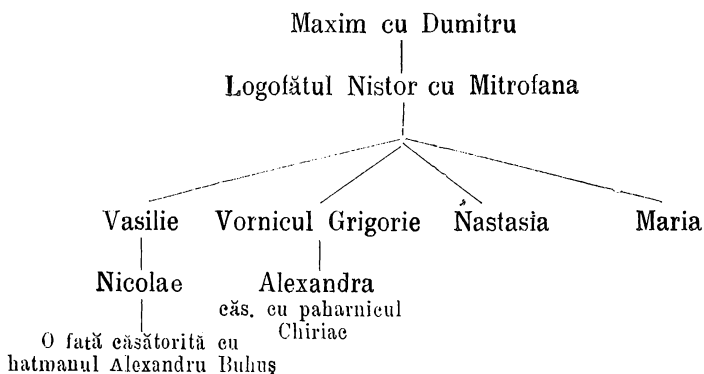 Maxim cu Dumitru
Logofătul Nistor cu Mitrofana
Vasilie Vornicul Grigorie Nastasia Maria
Nicolae Alexandra
căs. cu paharnicul
Chiriac
O fată căsătorită cu
hatmanul Alexandru Buhuș